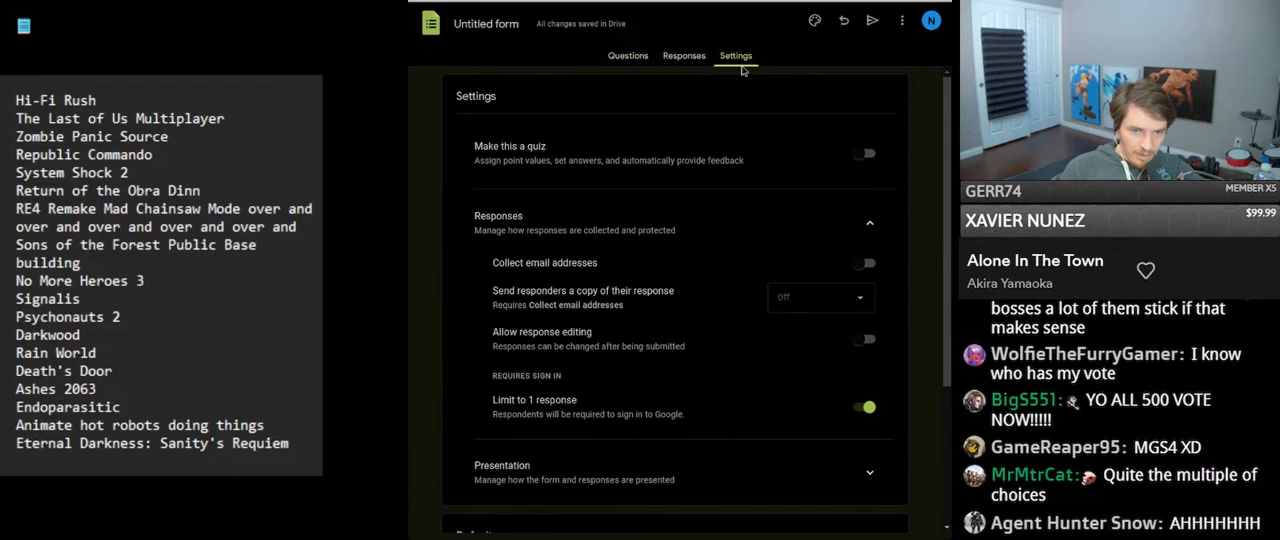 Hi-Fi Rush
The Last of Us Multiplayer
Zombie Panic Source
Republic Commando
System Shock 2
Return of the Obra Dinn
RE4 Remake Mad Chainsaw Mode over and
over and over and over and over and
Sons of the Forest Public Base
building
No More Heroes 3
Signalis
Psychonauts 2
Darkwood
Rain World
Death's Door
Ashes 2063
Endoparasitic
Animate hot robots doing things
Eternal Darkness: Sanity's Requiem
Untitled form
All changes saved in Drive
N
Questions
Responses
Settings
Settings
Make this a quiz
Assign point values, set answers, and automatically provide feedback
Responses
Manage how responses are collected and protected
Collect email addresses
Send responders a copy of their response
Requires Collect email addresses
Off
Allow response editing
Responses can be changed after being submitted
REQUIRES SIGN IN
Limit to 1 response
Respondents will be required to sign in to Google.
Presentation
Manage how the form and responses are presented
GERR74
MEMBER X5
XAVIER NUNEZ
$99.99
Alone In The Town
Akira Yamaoka
bosses a lot of them stick if that
makes sense
WolfieTheFurryGamer: I know
who has my vote
BigS551: YO ALL 500 VOTE
NOW!!!!!
GameReaper95: MGS4 XD
MrMtrCat: Quite the multiple of
choices
Agent Hunter Snow: AHHHHHHH